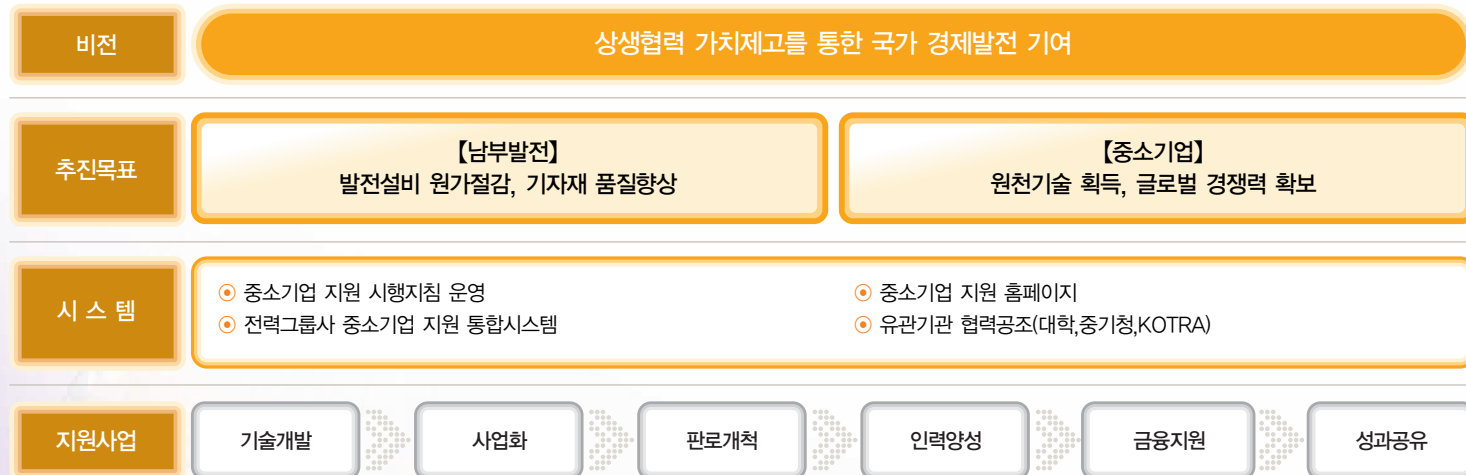 비전
상생협력 가치제고를 통한 국가 경제발전 기여
추진목표
【남부발전】
발전설비 원가절감, 기자재 품질향상
【중소기업】
원천기술 획득, 글로벌 경쟁력 확보
시 스 템
중소기업 지원 시행지침 운영
전력그룹사 중소기업 지원 통합시스템
중소기업 지원 홈페이지
유관기관 협력공조(대학,중기청,KOTRA)
지원사업
기술개발
사업화
판로개척
인력양성
금융지원
성과공유